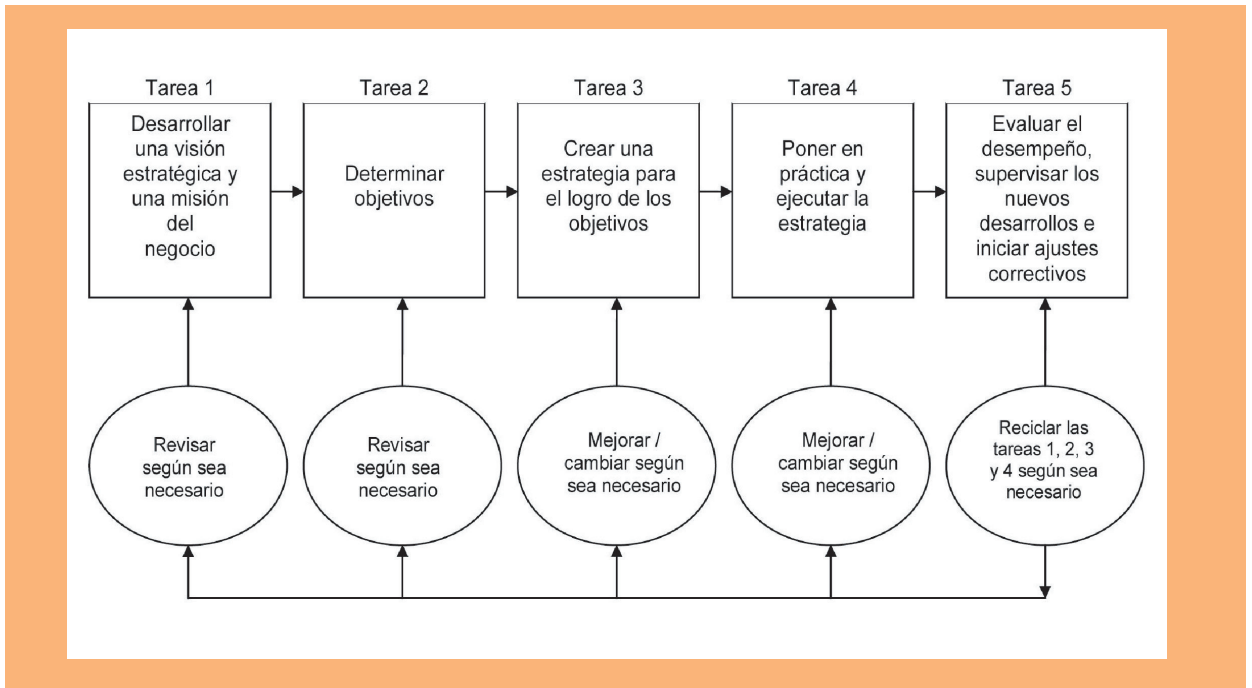 Tarea 1
Desarrollar
una visión
estratégica y
una misión
del
negocio
Tarea 2
Determinar
objetivos
Tarea 3
Crear una
estrategia para
el logro de los
objetivos
Tarea 4
Poner en
práctica y
ejecutar la
estrategia
Tarea 5
Evaluar el
desempeño,
supervisar los
nuevos
desarrollos e
iniciar ajustes
correctivos
Revisar
según sea
necesario
Revisar
según sea
necesario
Mejorar /
cambiar según
sea necesario
Mejorar /
cambiar según
sea necesario
Reciclar las
tareas 1, 2, 3
y 4 según sea
necesario